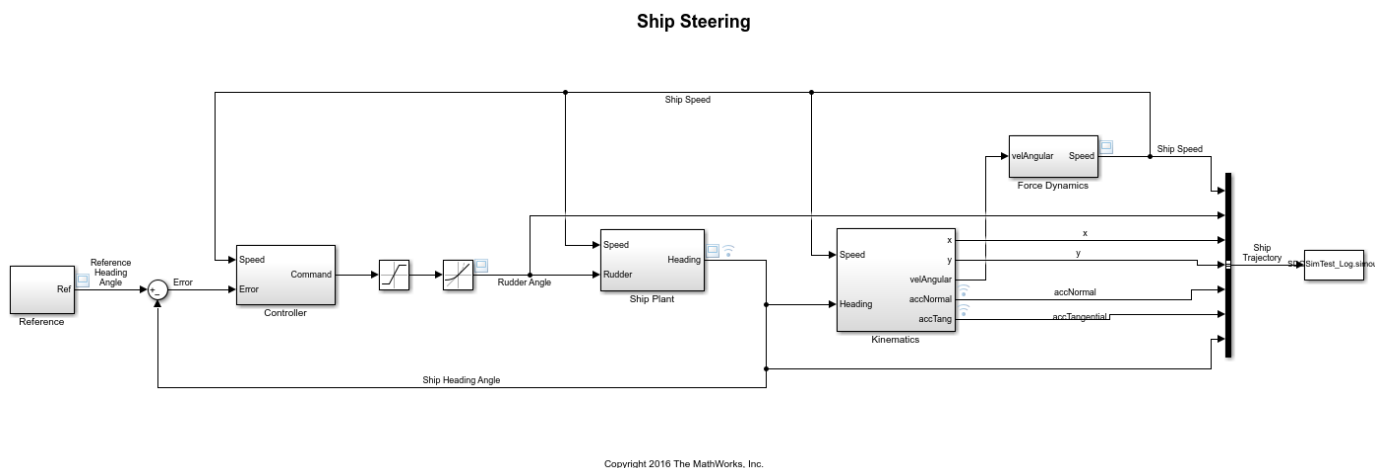 Ship Steering
Ship Speed
velAngular
Speed
Force Dynamics
Ship Speed
Reference
Heading
Angle
Ref
Reference
+
-
Error
Speed
Error
Command
Controller
Rudder Angle
Speed
Rudder
Heading
Ship Plant
Speed
Heading
x
y
velAngular
accNormal
accTang
Kinematics
x
y
accNormal
accTangential
Ship
Trajectory
SimTest_Log.simou
Ship Heading Angle
Copyright 2016 The MathWorks, Inc.